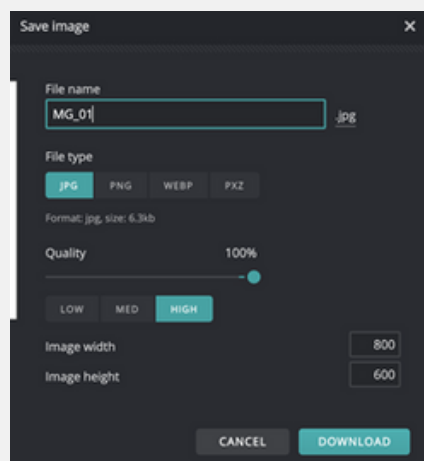 Save image ×
File name
MG_01 .jpg
File type
JPG PNG WEBP PXZ
Format: jpg, size: 6.3kb
Quality 100%
LOW MED HIGH
Image width 800
Image height 600
CANCEL DOWNLOAD